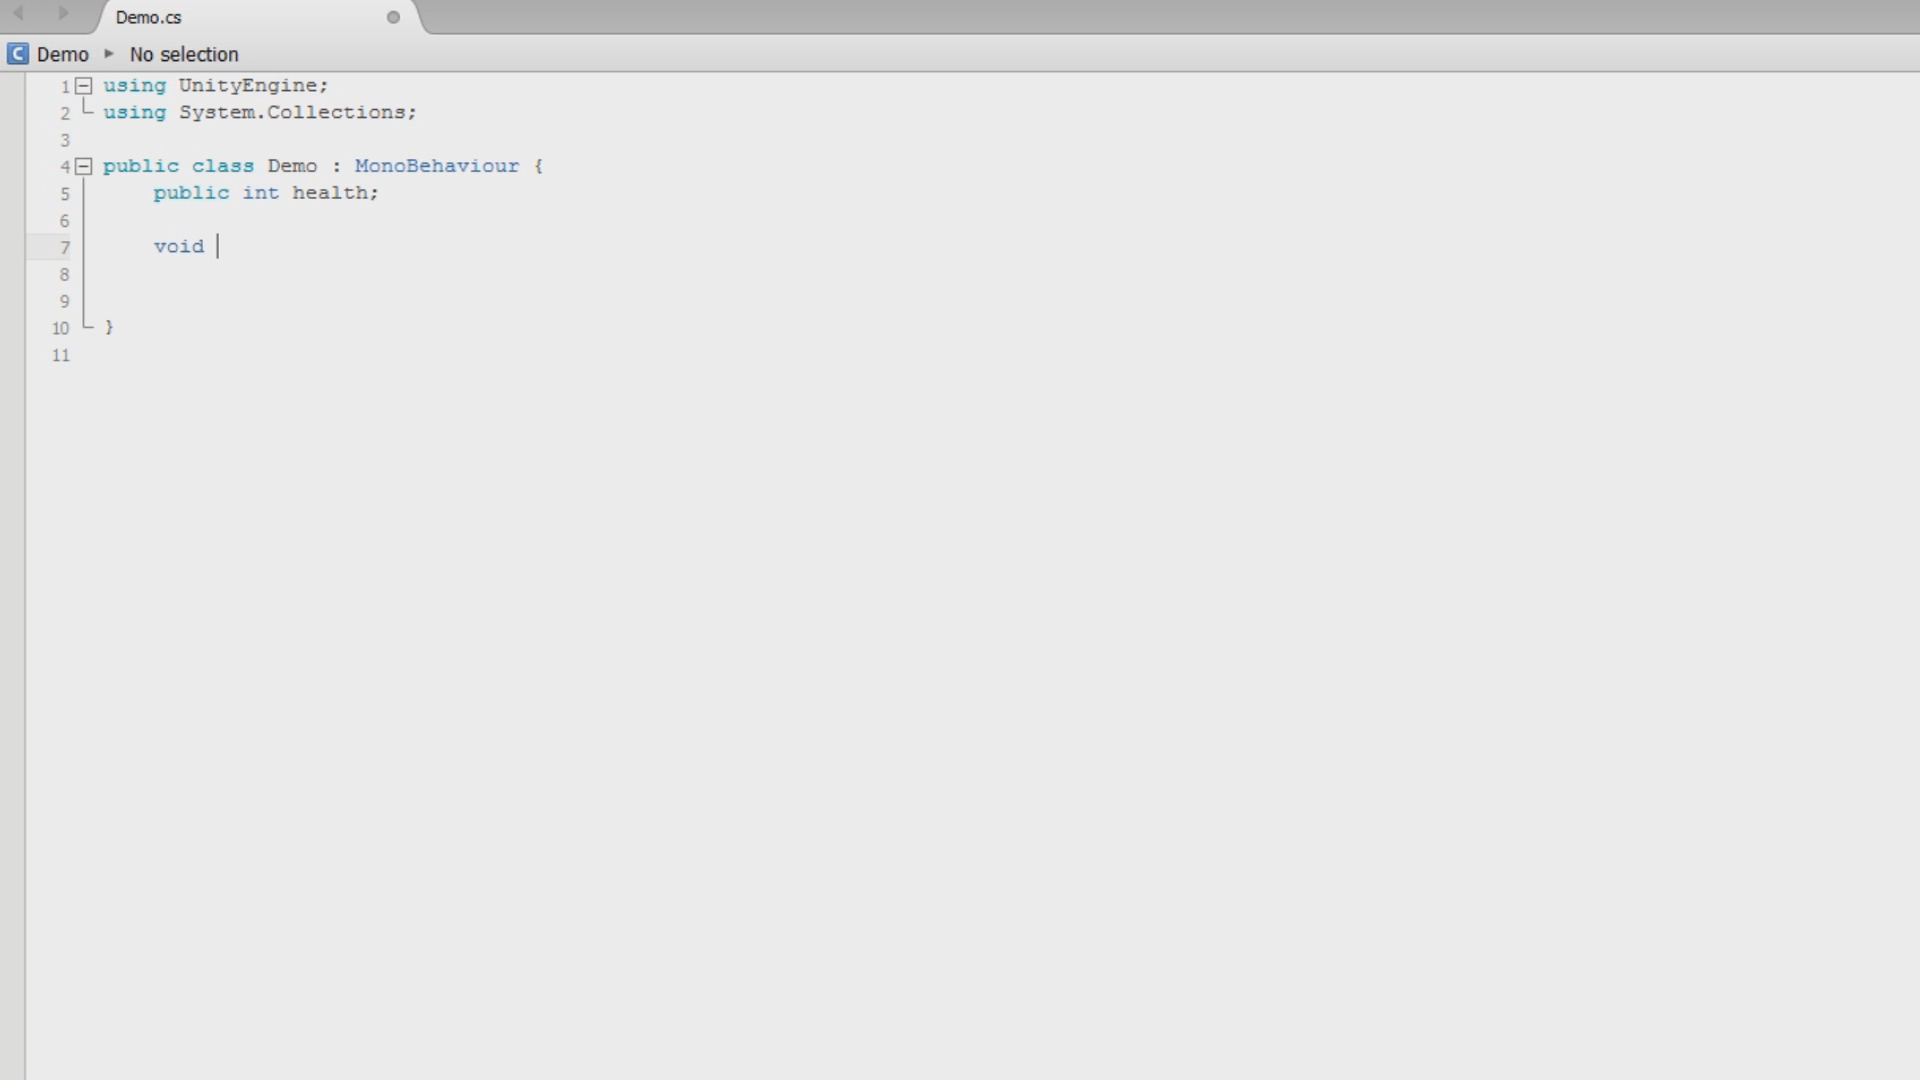 Demo.cs
Demo ▸ No selection
1 using UnityEngine;
2 using System.Collections;
3
4 public class Demo : MonoBehaviour {
5 public int health;
6
7 void
8
9
10 }
11